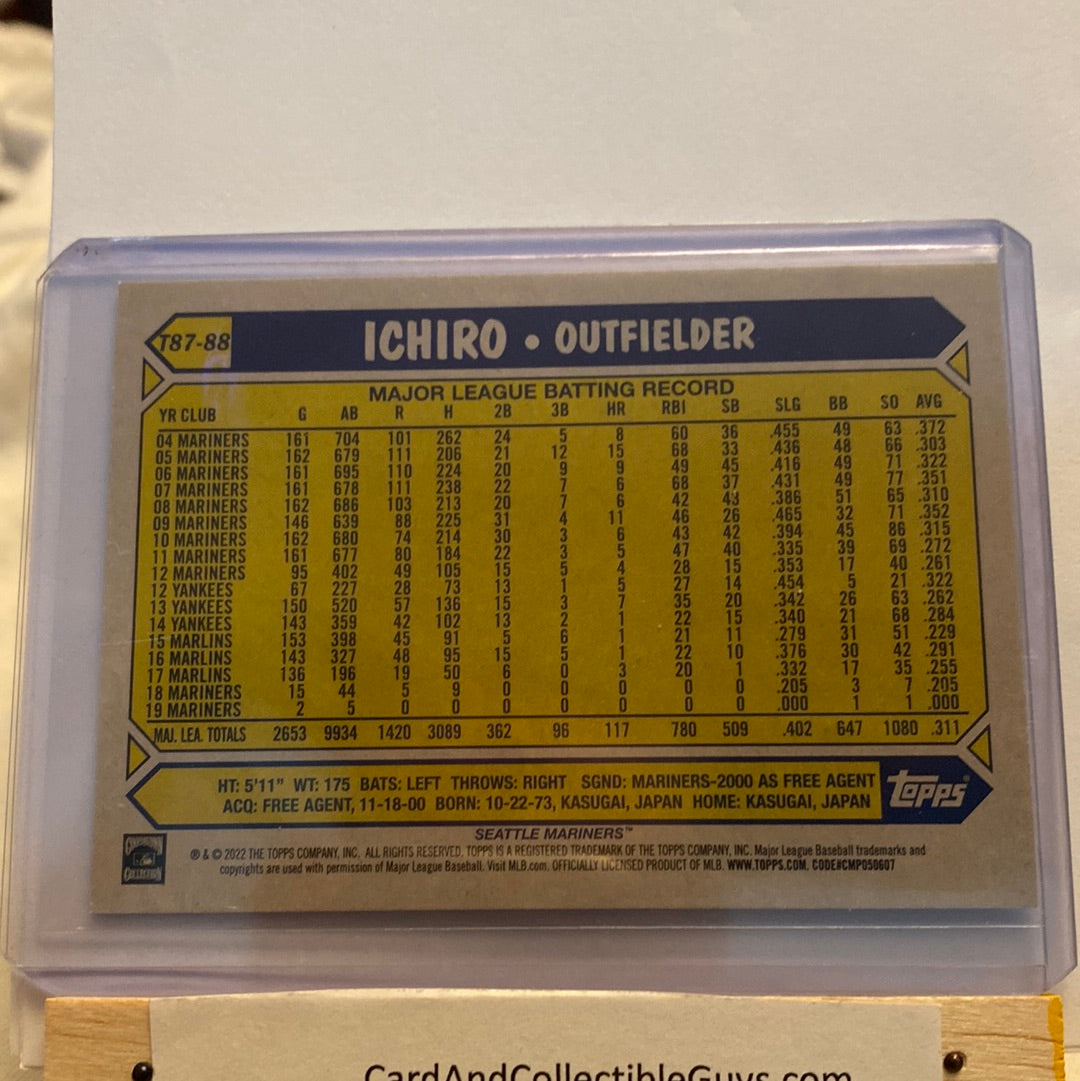 T87-88
ICHIRO • OUTFIELDER
MAJOR LEAGUE BATTING RECORD
YR CLUB G AB R H 2B 3B HR RBI SB SLG BB SO AVG
04 MARINERS 161 704 101 262 24 5 8 60 36 .455 49 63 .372
05 MARINERS 162 679 111 206 21 12 15 68 33 .436 48 66 .303
06 MARINERS 161 695 110 224 20 9 9 49 45 .416 49 71 .322
07 MARINERS 161 678 111 238 22 7 6 68 37 .431 49 77 .351
08 MARINERS 162 686 103 213 20 7 6 42 43 .386 51 65 .310
09 MARINERS 146 639 88 225 31 4 11 46 26 .465 32 71 .352
10 MARINERS 162 680 74 214 30 3 6 43 42 .394 45 86 .315
11 MARINERS 161 677 80 184 22 3 5 47 40 .335 39 69 .272
12 MARINERS 95 402 49 105 15 5 4 28 15 .353 17 40 .261
12 YANKEES 67 227 28 73 13 1 5 27 14 .454 5 21 .322
13 YANKEES 150 520 57 136 15 3 7 35 20 .342 26 63 .262
14 YANKEES 143 359 42 102 13 2 1 22 15 .340 21 68 .284
15 MARLINS 153 398 45 91 5 6 1 21 11 .279 31 51 .229
16 MARLINS 143 327 48 95 15 5 1 22 10 .376 30 42 .291
17 MARLINS 136 196 19 50 6 0 3 20 1 .332 17 35 .255
18 MARINERS 15 44 5 9 0 0 0 0 0 .205 3 7 .205
19 MARINERS 2 5 0 0 0 0 0 0 0 .000 1 1 .000
MAJ. LEA. TOTALS 2653 9934 1420 3089 362 96 117 780 509 .402 647 1080 .311
HT: 5'11" WT: 175 BATS: LEFT THROWS: RIGHT SGND: MARINERS-2000 AS FREE AGENT
ACQ: FREE AGENT, 11-18-00 BORN: 10-22-73, KASUGAI, JAPAN HOME: KASUGAI, JAPAN
Topps®
SEATTLE MARINERS™
COOPERSTOWN
COLLECTION
® & © 2022 THE TOPPS COMPANY, INC. ALL RIGHTS RESERVED. TOPPS IS A REGISTERED TRADEMARK OF THE TOPPS COMPANY, INC. Major League Baseball trademarks and
copyrights are used with permission of Major League Baseball. Visit MLB.com. OFFICIALLY LICENSED PRODUCT OF MLB. WWW.TOPPS.COM. CODE#CMP050607
CardAndCollectibleGuys.com